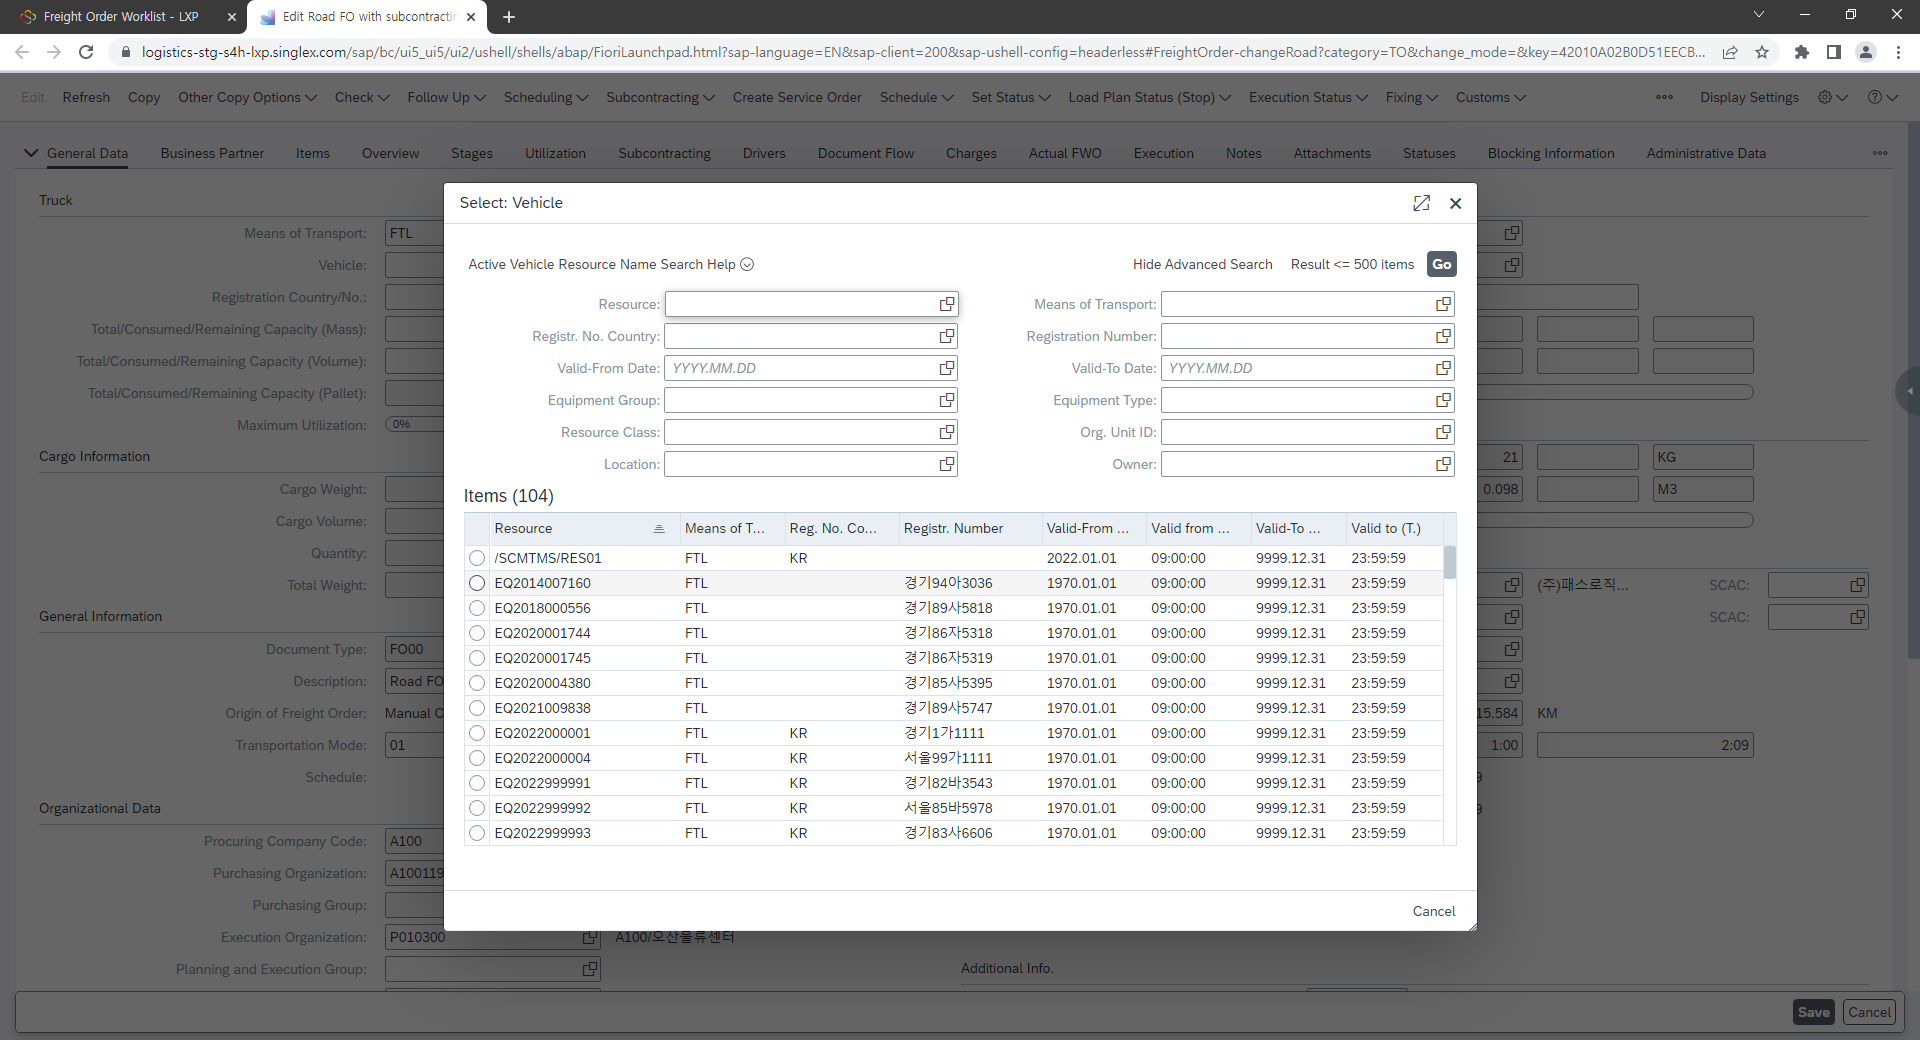 Freight Order Worklist - LXP
Edit Road FO with subcontractin
logistics-stg-s4h-lxp.singlex.com/sap/bc/ui5_ui5/ui2/ushell/shells/abap/FioriLaunchpad.html?sap-language=EN&sap-client=200&sap-ushell-config=headerless#FreightOrder-changeRoad?category=TO&change_mode=&key=42010A02B0D51EECB...
Edit Refresh Copy Other Copy Options Check Follow Up Scheduling Subcontracting Create Service Order Schedule Set Status Load Plan Status (Stop) Execution Status Fixing Customs Display Settings
General Data Business Partner Items Overview Stages Utilization Subcontracting Drivers Document Flow Charges Actual FWO Execution Notes Attachments Statuses Blocking Information Administrative Data
Truck
Means of Transport: FTL
Vehicle:
Registration Country/No.:
Total/Consumed/Remaining Capacity (Mass):
Total/Consumed/Remaining Capacity (Volume):
Total/Consumed/Remaining Capacity (Pallet):
Maximum Utilization: 0%
Cargo Information
21 KG
Cargo Weight:
0.098 M3
Cargo Volume:
Quantity:
Total Weight:
(주)패스로직... SCAC:
SCAC:
General Information
Document Type: FO00
Description: Road FO
Origin of Freight Order: Manual C
15.584 KM
Transportation Mode: 01
1:00 2:09
Schedule:
Organizational Data
Procuring Company Code: A100
Purchasing Organization: A100119
Purchasing Group:
Execution Organization: P010300 A100/오산물류센터
Planning and Execution Group:
Additional Info.
Save Cancel
Select: Vehicle
Active Vehicle Resource Name Search Help Hide Advanced Search Result <= 500 items Go
Resource: Means of Transport:
Registr. No. Country: Registration Number:
Valid-From Date: YYYY.MM.DD Valid-To Date: YYYY.MM.DD
Equipment Group: Equipment Type:
Resource Class: Org. Unit ID:
Location: Owner:
Items (104)
Resource Means of T... Reg. No. Co... Registr. Number Valid-From ... Valid from ... Valid-To ... Valid to (T.)
/SCMTMS/RES01 FTL KR 2022.01.01 09:00:00 9999.12.31 23:59:59
EQ2014007160 FTL 경기94아3036 1970.01.01 09:00:00 9999.12.31 23:59:59
EQ2018000556 FTL 경기89사5818 1970.01.01 09:00:00 9999.12.31 23:59:59
EQ2020001744 FTL 경기86자5318 1970.01.01 09:00:00 9999.12.31 23:59:59
EQ2020001745 FTL 경기86자5319 1970.01.01 09:00:00 9999.12.31 23:59:59
EQ2020004380 FTL 경기85사5395 1970.01.01 09:00:00 9999.12.31 23:59:59
EQ2021009838 FTL 경기89사5747 1970.01.01 09:00:00 9999.12.31 23:59:59
EQ2022000001 FTL KR 경기1가1111 1970.01.01 09:00:00 9999.12.31 23:59:59
EQ2022000004 FTL KR 서울99가1111 1970.01.01 09:00:00 9999.12.31 23:59:59
EQ2022999991 FTL KR 경기82바3543 1970.01.01 09:00:00 9999.12.31 23:59:59
EQ2022999992 FTL KR 서울85바5978 1970.01.01 09:00:00 9999.12.31 23:59:59
EQ2022999993 FTL KR 경기83사6606 1970.01.01 09:00:00 9999.12.31 23:59:59
Cancel